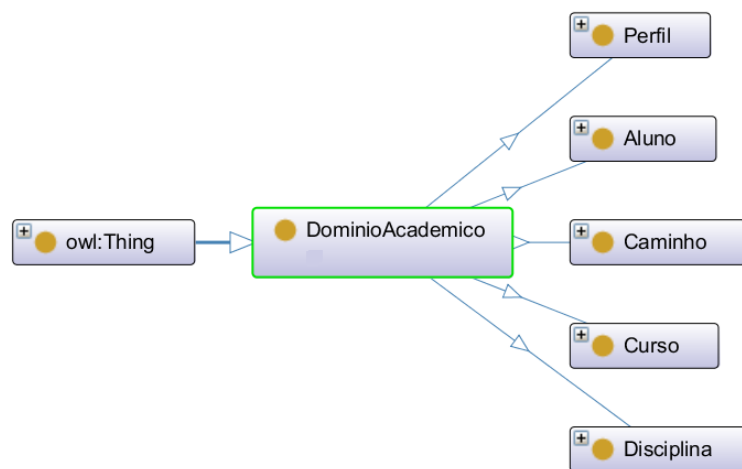 Perfil
Aluno
owl:Thing
DominioAcademico
Caminho
Curso
Disciplina